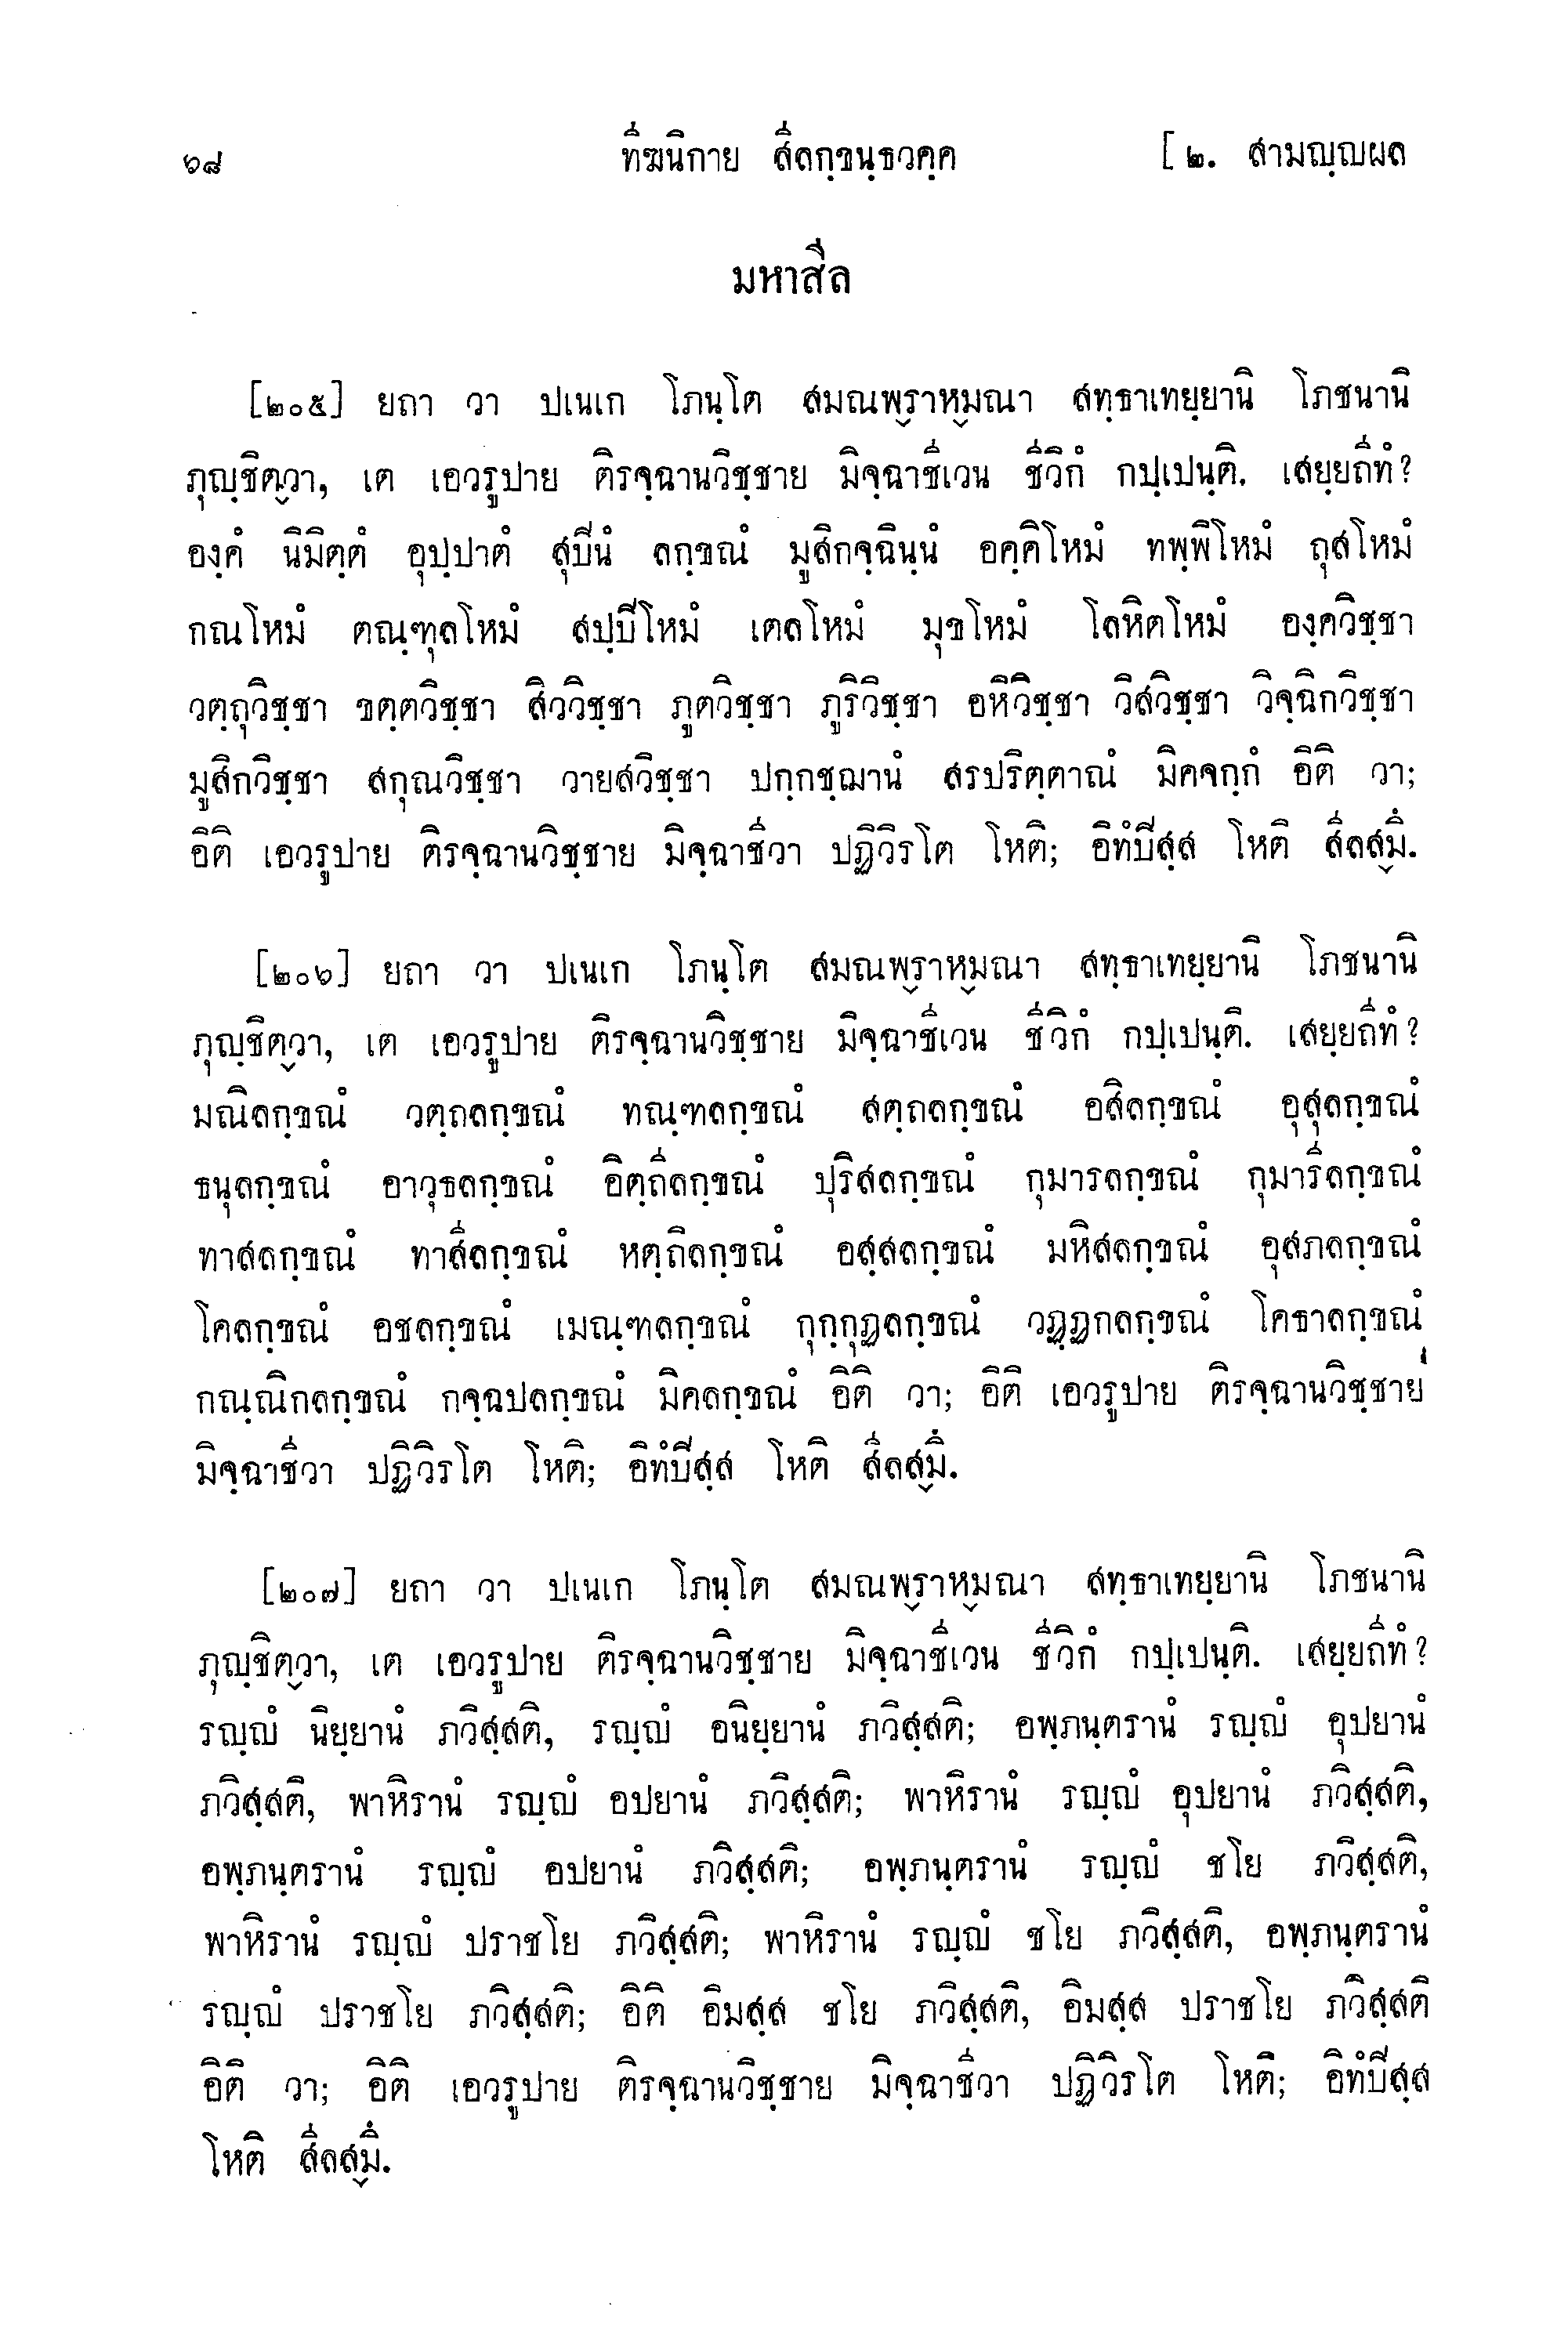 ๖๘ ทีฆนิกาย สีลกฺขนฺธวคฺค [ ๒. สามญฺญผล
มหาสีล
[๒๐๕] ยถา วา ปเนเก โภนฺโต สมณพฺราหฺมณา สทฺธาเทยฺยานิ โภชนานิ
ภุญฺชิตฺวา, เต เอวรูปาย ติรจฺฉานวิชฺชาย มิจฺฉาชีเวน ชีวิกํ กปฺเปนฺติ. เสยฺยถีทํ?
องฺคํ นิมิตฺตํ อุปฺปาตํ สุปีนํ ลกฺขณํ มูสิกจฺฉินฺนํ อคฺคิโหมํ ทพฺพิโหมํ ถุสโหมํ
กณโหมํ ตณฺฑุลโหมํ สปฺปิโหมํ เตลโหมํ มุขโหมํ โลหิตโหมํ องฺควิชฺชา
วตฺถุวิชฺชา ขตฺตวิชฺชา สิววิชฺชา ภูตวิชฺชา ภูริวิชฺชา อหิวิชฺชา วิสวิชฺชา วิจฺฉิกวิชฺชา
มูสิกวิชฺชา สกุณวิชฺชา วายสวิชฺชา ปกฺกชฺฌานํ สรปริตฺตาณํ มิคจกฺกํ อิติ วา;
อิติ เอวรูปาย ติรจฺฉานวิชฺชาย มิจฺฉาชีวา ปฏิวิรโต โหติ; อิทํปิสฺส โหติ สีลสฺมึ.
[๒๐๖] ยถา วา ปเนเก โภนฺโต สมณพฺราหฺมณา สทฺธาเทยฺยานิ โภชนานิ
ภุญฺชิตฺวา, เต เอวรูปาย ติรจฺฉานวิชฺชาย มิจฺฉาชีเวน ชีวิกํ กปฺเปนฺติ. เสยฺยถีทํ?
มณิลกฺขณํ วตฺถลกฺขณํ ทณฺฑลกฺขณํ สตฺถลกฺขณํ อสิลกฺขณํ อุสุลกฺขณํ
ธนุลกฺขณํ อาวุธลกฺขณํ อิตฺถีลกฺขณํ ปุริสลกฺขณํ กุมารลกฺขณํ กุมารีลกฺขณํ
ทาสลกฺขณํ ทาสีลกฺขณํ หตฺถิลกฺขณํ อสฺสลกฺขณํ มหิสลกฺขณํ อุสภลกฺขณํ
โคลกฺขณํ อชลกฺขณํ เมณฺฑลกฺขณํ กุกฺกุฏลกฺขณํ วฏฺฏกลกฺขณํ โคธาลกฺขณํ
กณฺณิกลกฺขณํ กจฺฉปลกฺขณํ มิคลกฺขณํ อิติ วา; อิติ เอวรูปาย ติรจฺฉานวิชฺชาย
มิจฺฉาชีวา ปฏิวิรโต โหติ; อิทํปิสฺส โหติ สีลสฺมึ.
[๒๐๗] ยถา วา ปเนเก โภนฺโต สมณพฺราหฺมณา สทฺธาเทยฺยานิ โภชนานิ
ภุญฺชิตฺวา, เต เอวรูปาย ติรจฺฉานวิชฺชาย มิจฺฉาชีเวน ชีวิกํ กปฺเปนฺติ. เสยฺยถีทํ?
รญฺญํ นิยฺยานํ ภวิสฺสติ, รญฺญํ อนิยฺยานํ ภวิสฺสติ; อพฺภนฺตรานํ รญฺญํ อุปยานํ
ภวิสฺสติ, พาหิรานํ รญฺญํ อปยานํ ภวิสฺสติ; พาหิรานํ รญฺญํ อุปยานํ ภวิสฺสติ,
อพฺภนฺตรานํ รญฺญํ อปยานํ ภวิสฺสติ; อพฺภนฺตรานํ รญฺญํ ชโย ภวิสฺสติ,
พาหิรานํ รญฺญํ ปราชโย ภวิสฺสติ; พาหิรานํ รญฺญํ ชโย ภวิสฺสติ, อพฺภนฺตรานํ
รญฺญํ ปราชโย ภวิสฺสติ; อิติ อิมสฺส ชโย ภวิสฺสติ, อิมสฺส ปราชโย ภวิสฺสติ
อิติ วา; อิติ เอวรูปาย ติรจฺฉานวิชฺชาย มิจฺฉาชีวา ปฏิวิรโต โหติ; อิทํปิสฺส
โหติ สีลสฺมึ.